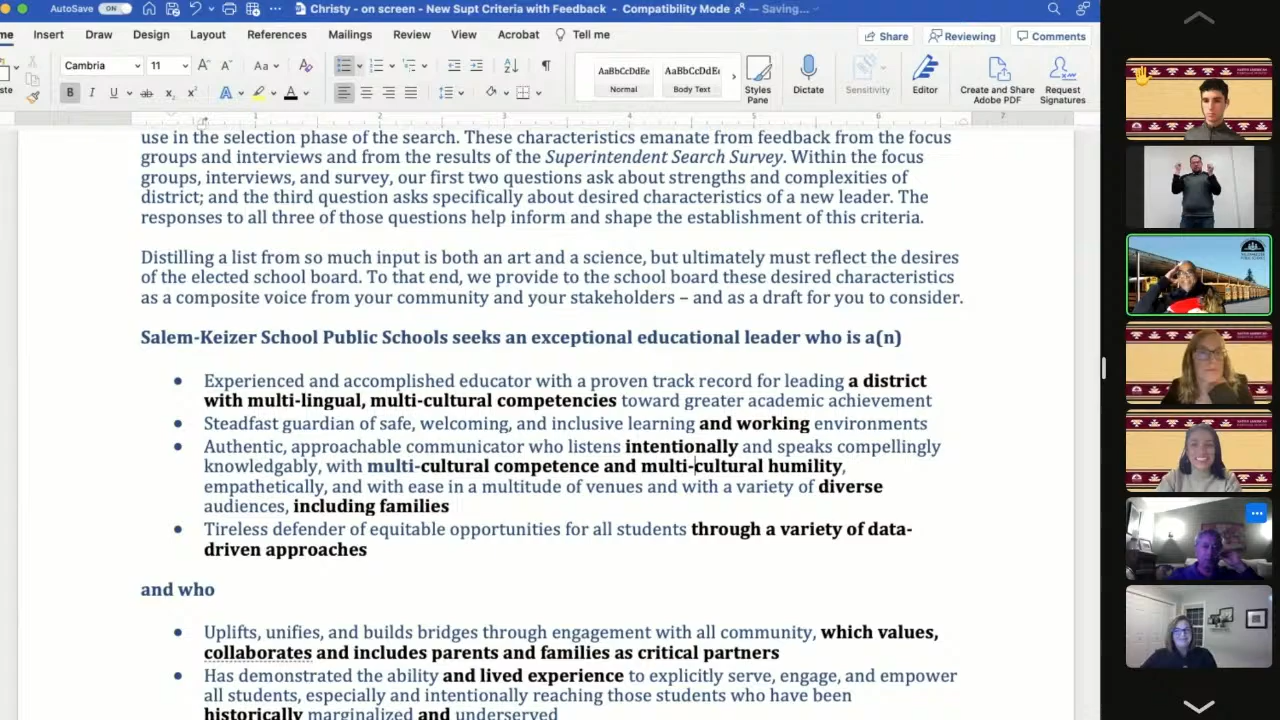 AutoSave ON Christy - on screen - New Supt Criteria with Feedback - Compatibility Mode Saving...
me Insert Draw Design Layout References Mailings Review View Acrobat Tell me Share Reviewing Comments
Cambria 11 Aa AaBbCcDdEe AaBbCcDdEe
ste B I U ab x₂ x² A A Normal Body Text Styles Pane Dictate Sensitivity Editor Create and Share Adobe PDF Request Signatures
1 2 3 4 5 6 7
use in the selection phase of the search. These characteristics emanate from feedback from the focus
groups and interviews and from the results of the Superintendent Search Survey. Within the focus
groups, interviews, and survey, our first two questions ask about strengths and complexities of
district; and the third question asks specifically about desired characteristics of a new leader. The
responses to all three of those questions help inform and shape the establishment of this criteria.
Distilling a list from so much input is both an art and a science, but ultimately must reflect the desires
of the elected school board. To that end, we provide to the school board these desired characteristics
as a composite voice from your community and your stakeholders – and as a draft for you to consider.
Salem-Keizer School Public Schools seeks an exceptional educational leader who is a(n)
• Experienced and accomplished educator with a proven track record for leading a district
with multi-lingual, multi-cultural competencies toward greater academic achievement
• Steadfast guardian of safe, welcoming, and inclusive learning and working environments
• Authentic, approachable communicator who listens intentionally and speaks compellingly
knowledgably, with multi-cultural competence and multi-cultural humility,
empathetically, and with ease in a multitude of venues and with a variety of diverse
audiences, including families
• Tireless defender of equitable opportunities for all students through a variety of data-
driven approaches
and who
• Uplifts, unifies, and builds bridges through engagement with all community, which values,
collaborates and includes parents and families as critical partners
• Has demonstrated the ability and lived experience to explicitly serve, engage, and empower
all students, especially and intentionally reaching those students who have been
historically marginalized and underserved